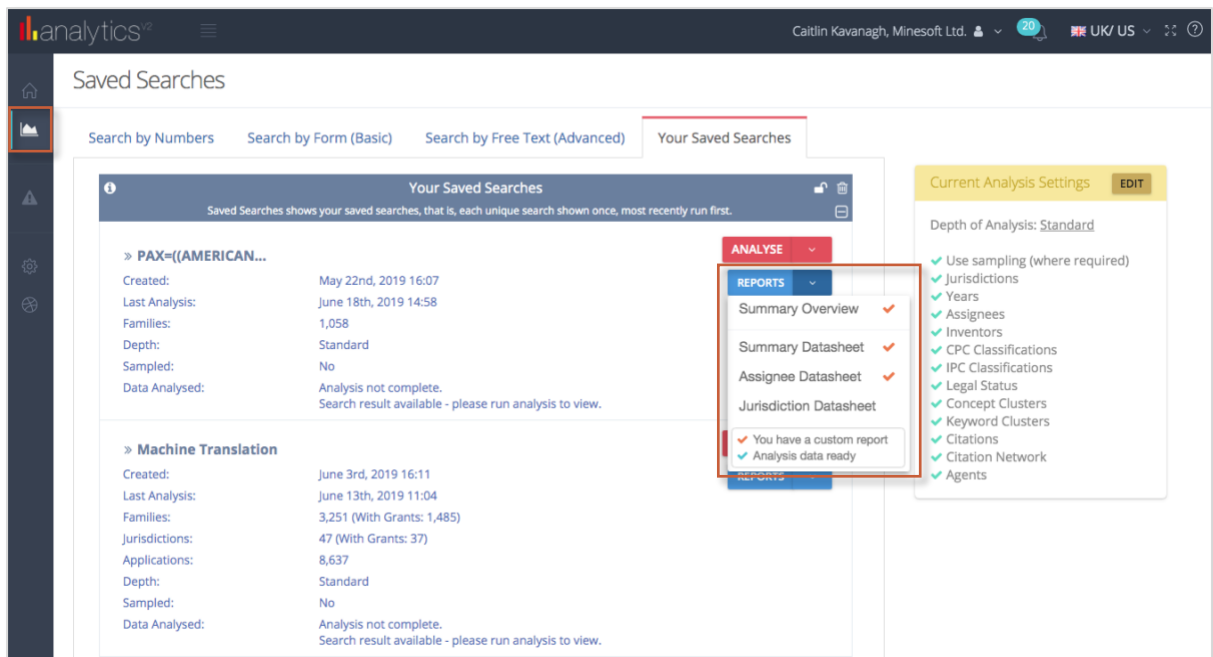 analytics v2
Caitlin Kavanagh, Minesoft Ltd.
20
UK/ US
Saved Searches
Search by Numbers
Search by Form (Basic)
Search by Free Text (Advanced)
Your Saved Searches
Your Saved Searches
Saved Searches shows your saved searches, that is, each unique search shown once, most recently run first.
» PAX=((AMERICAN...
Created: May 22nd, 2019 16:07
Last Analysis: June 18th, 2019 14:58
Families: 1,058
Depth: Standard
Sampled: No
Data Analysed: Analysis not complete.
Search result available - please run analysis to view.
ANALYSE
REPORTS
Summary Overview
Summary Datasheet
Assignee Datasheet
Jurisdiction Datasheet
You have a custom report
Analysis data ready
» Machine Translation
Created: June 3rd, 2019 16:11
REPORTS
Last Analysis: June 13th, 2019 11:04
Families: 3,251 (With Grants: 1,485)
Jurisdictions: 47 (With Grants: 37)
Applications: 8,637
Depth: Standard
Sampled: No
Data Analysed: Analysis not complete.
Search result available - please run analysis to view.
Current Analysis Settings
EDIT
Depth of Analysis: Standard
Use sampling (where required)
Jurisdictions
Years
Assignees
Inventors
CPC Classifications
IPC Classifications
Legal Status
Concept Clusters
Keyword Clusters
Citations
Citation Network
Agents